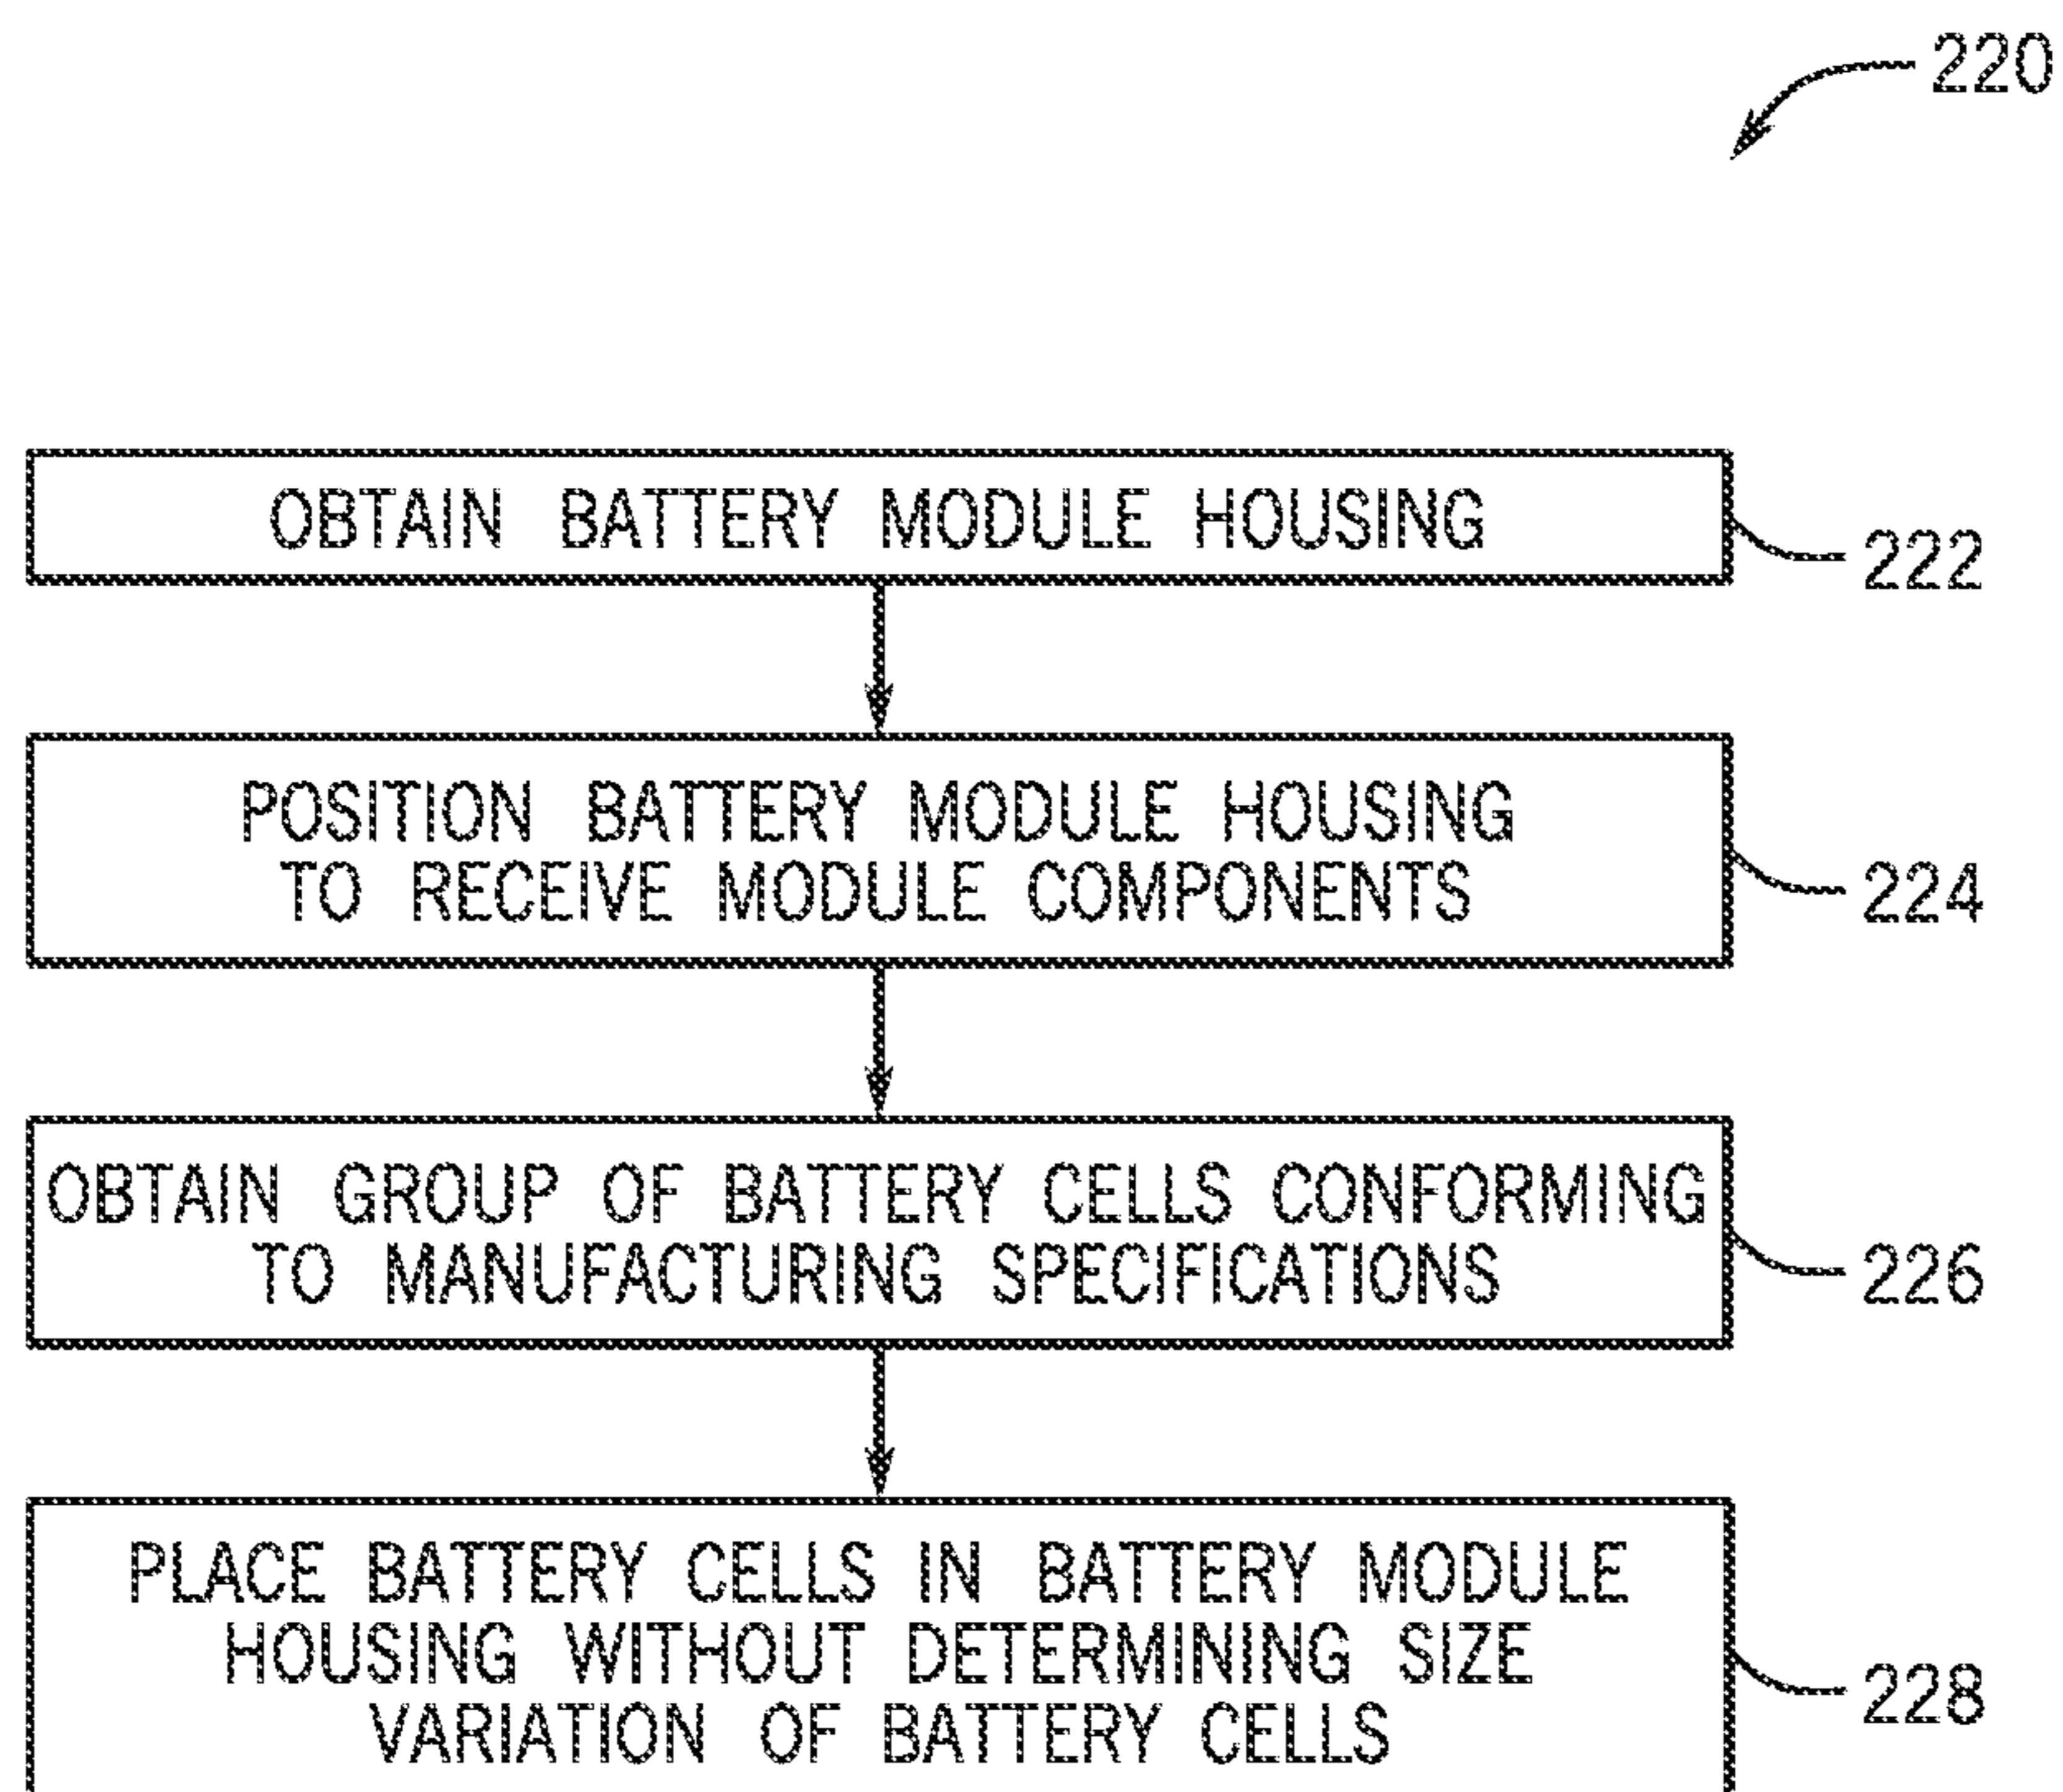 220
OBTAIN BATTERY MODULE HOUSING
222
POSITION BATTERY MODULE HOUSING
TO RECEIVE MODULE COMPONENTS
224
OBTAIN GROUP OF BATTERY CELLS CONFORMING
TO MANUFACTURING SPECIFICATIONS
226
PLACE BATTERY CELLS IN BATTERY MODULE
HOUSING WITHOUT DETERMINING SIZE
VARIATION OF BATTERY CELLS
228